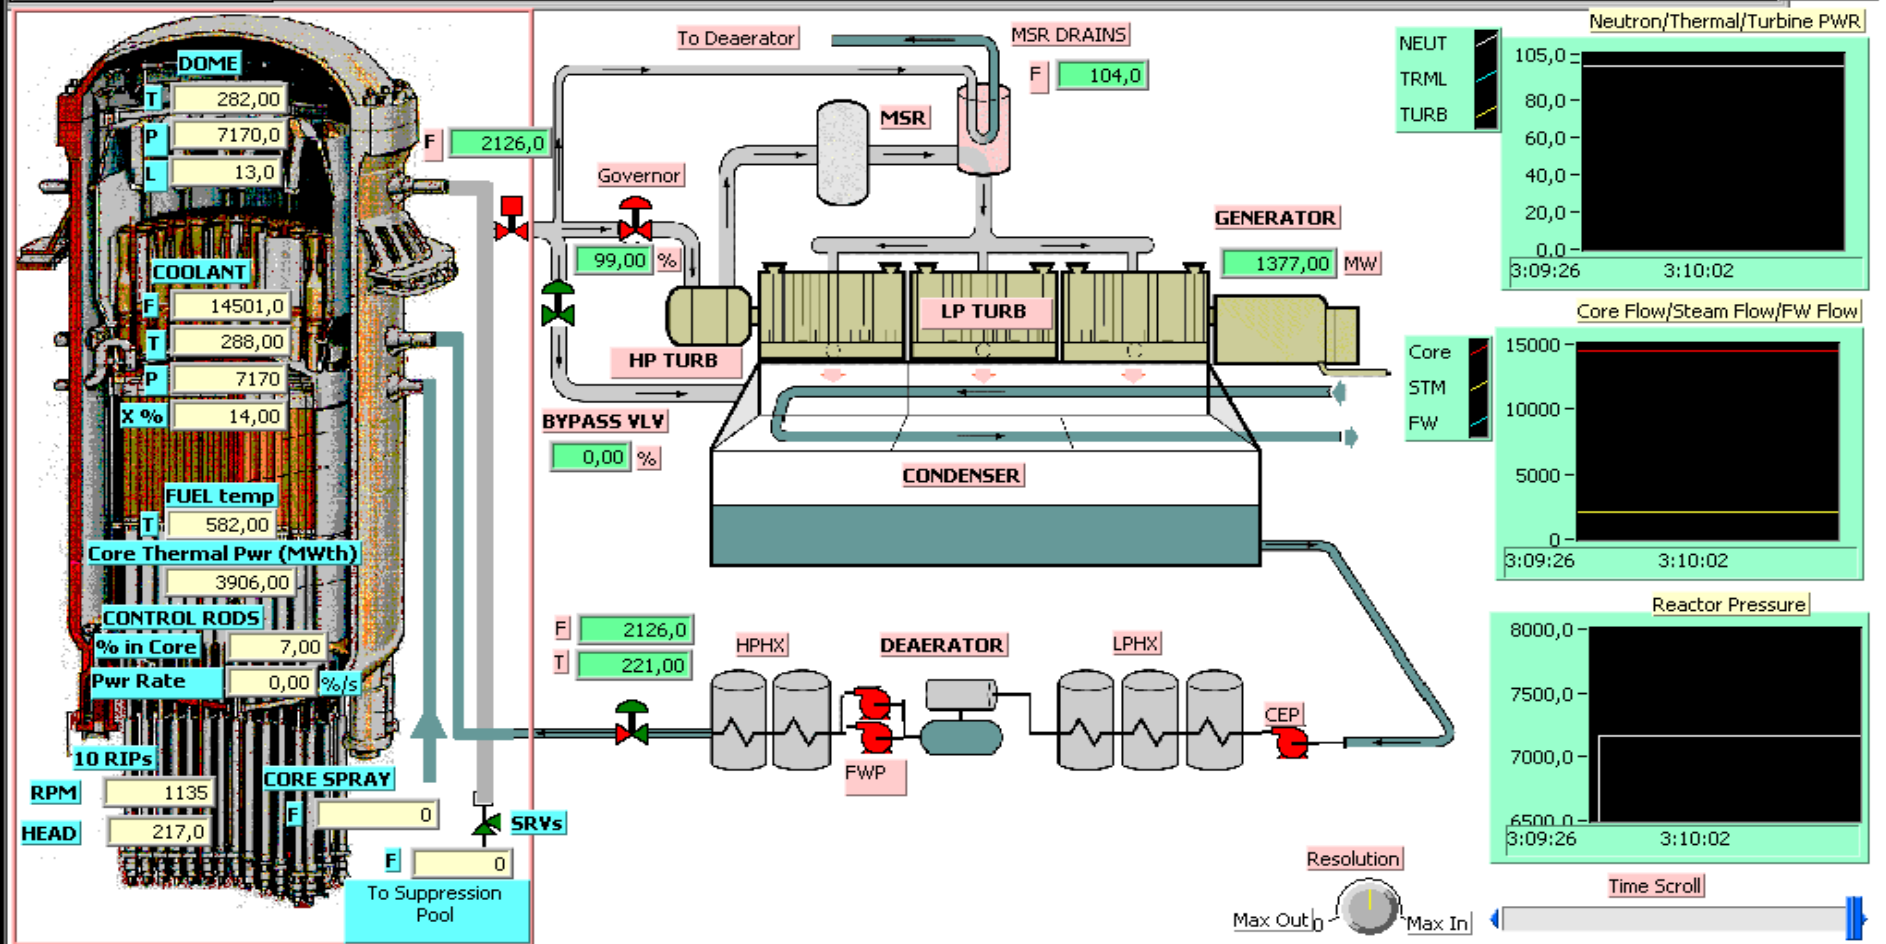 DOME
T 282,00
P 7170,0
L 13,0
COOLANT
F 14501,0
T 288,00
P 7170
X % 14,00
FUEL temp
T 582,00
Core Thermal Pwr (MWth)
3906,00
CONTROL RODS
% in Core 7,00
Pwr Rate 0,00 %/s
10 RIPs
RPM 1135
HEAD 217,0
CORE SPRAY
F 0
SRVs
F 0
To Suppression
Pool
F 2126,0
To Deaerator
MSR DRAINS
F 104,0
MSR
Governor
99,00 %
GENERATOR
1377,00 MW
LP TURB
HP TURB
BYPASS VLV
0,00 %
CONDENSER
F 2126,0
T 221,00
HPHX
DEAERATOR
LPHX
FWP
CEP
Neutron/Thermal/Turbine PWR
NEUT
TRML
TURB
105,0
80,0
60,0
40,0
20,0
0,0
3:09:26 3:10:02
Core Flow/Steam Flow/FW Flow
Core
STM
FW
15000
10000
5000
0
3:09:26 3:10:02
Reactor Pressure
8000,0
7500,0
7000,0
6500,0
3:09:26 3:10:02
Resolution
Max Out 0 Max In
Time Scroll